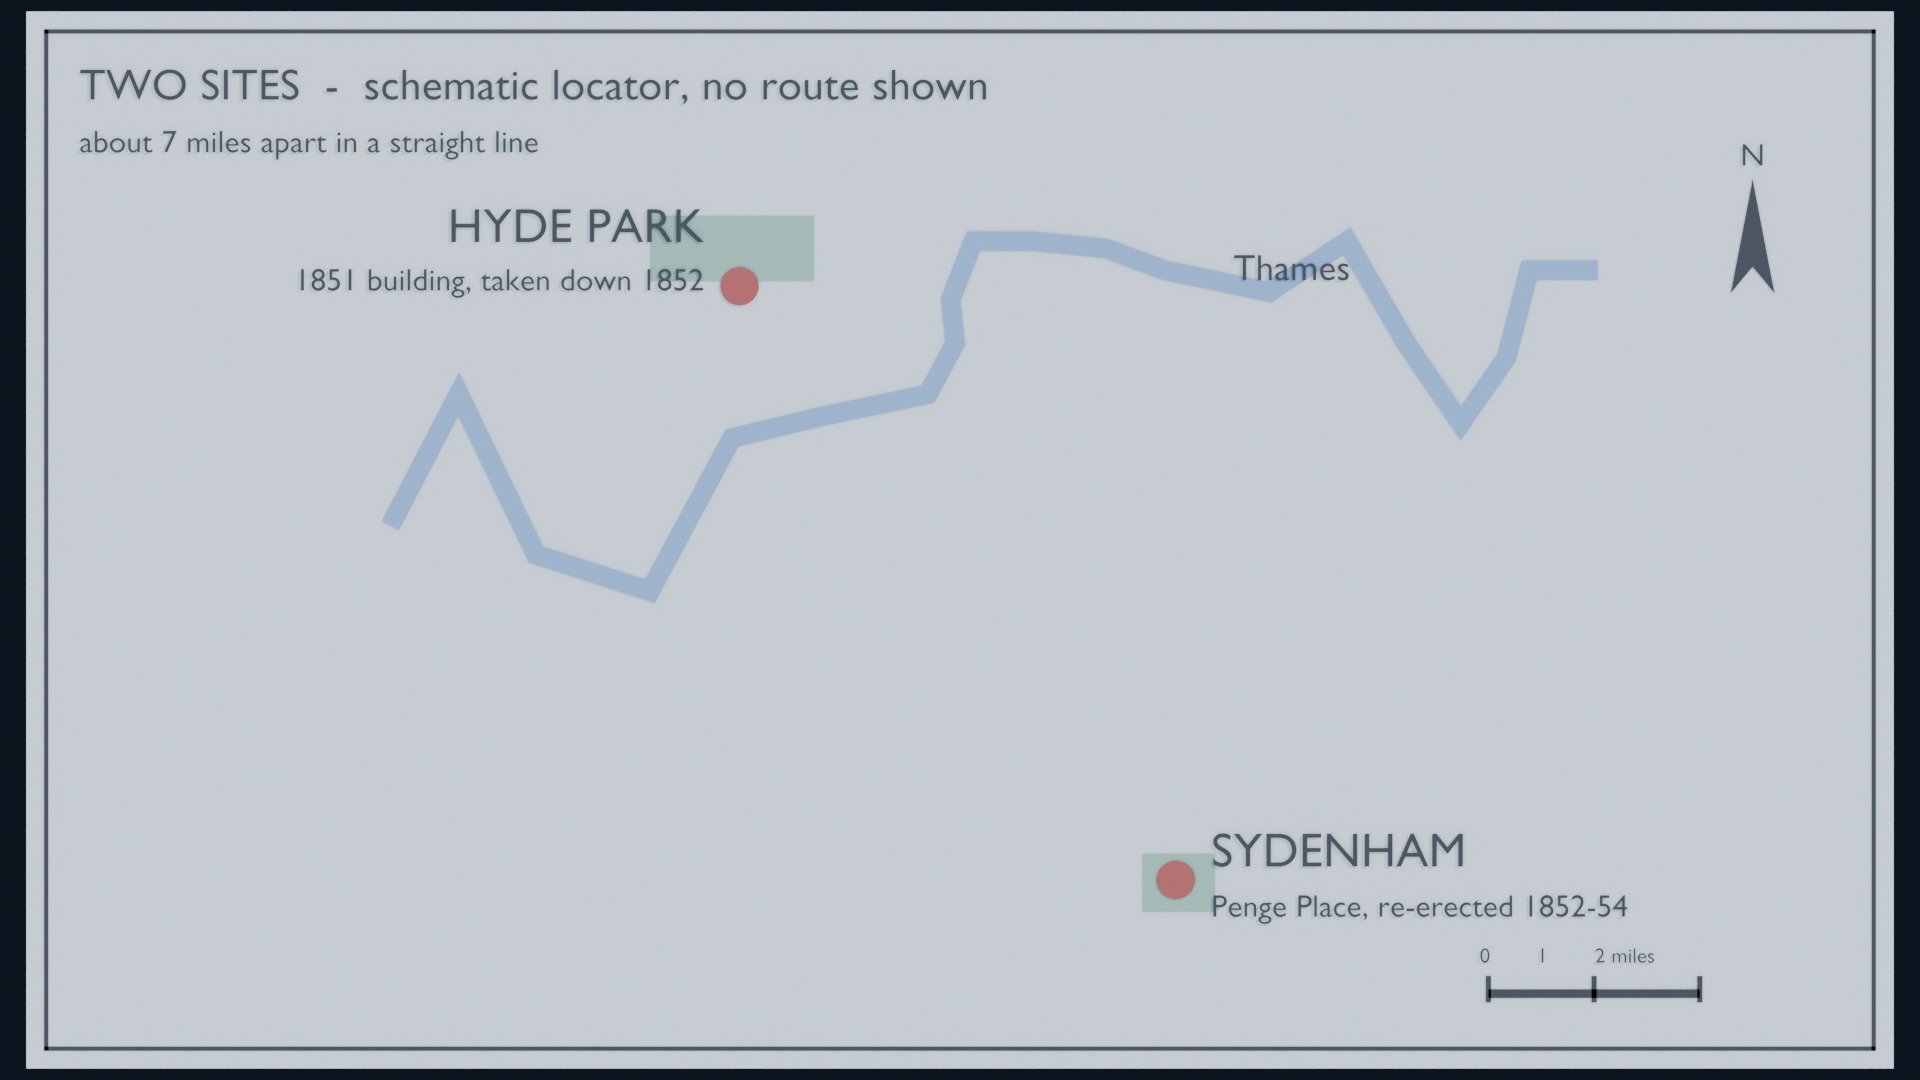 TWO SITES - schematic locator, no route shown
about 7 miles apart in a straight line
N
HYDE PARK
1851 building, taken down 1852
Thames
SYDENHAM
Penge Place, re-erected 1852-54
0 1 2 miles